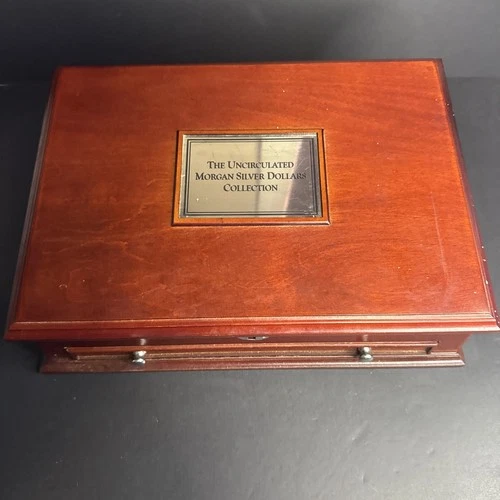 The Uncirculated
Morgan Silver Dollars
Collection